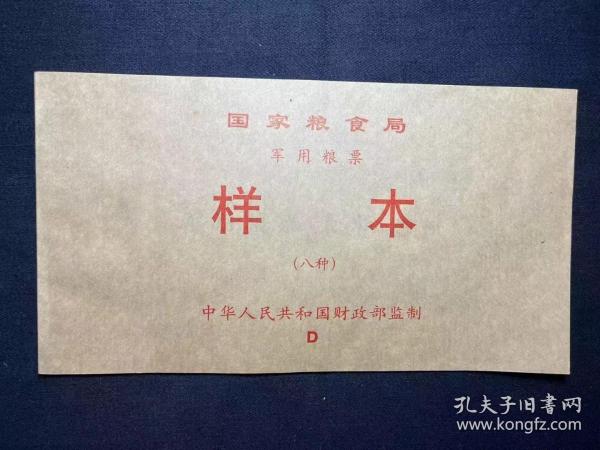 国家粮食局
军用粮票
样本
(八种)
中华人民共和国财政部监制
D
孔夫子旧书网
www.kongfz.com